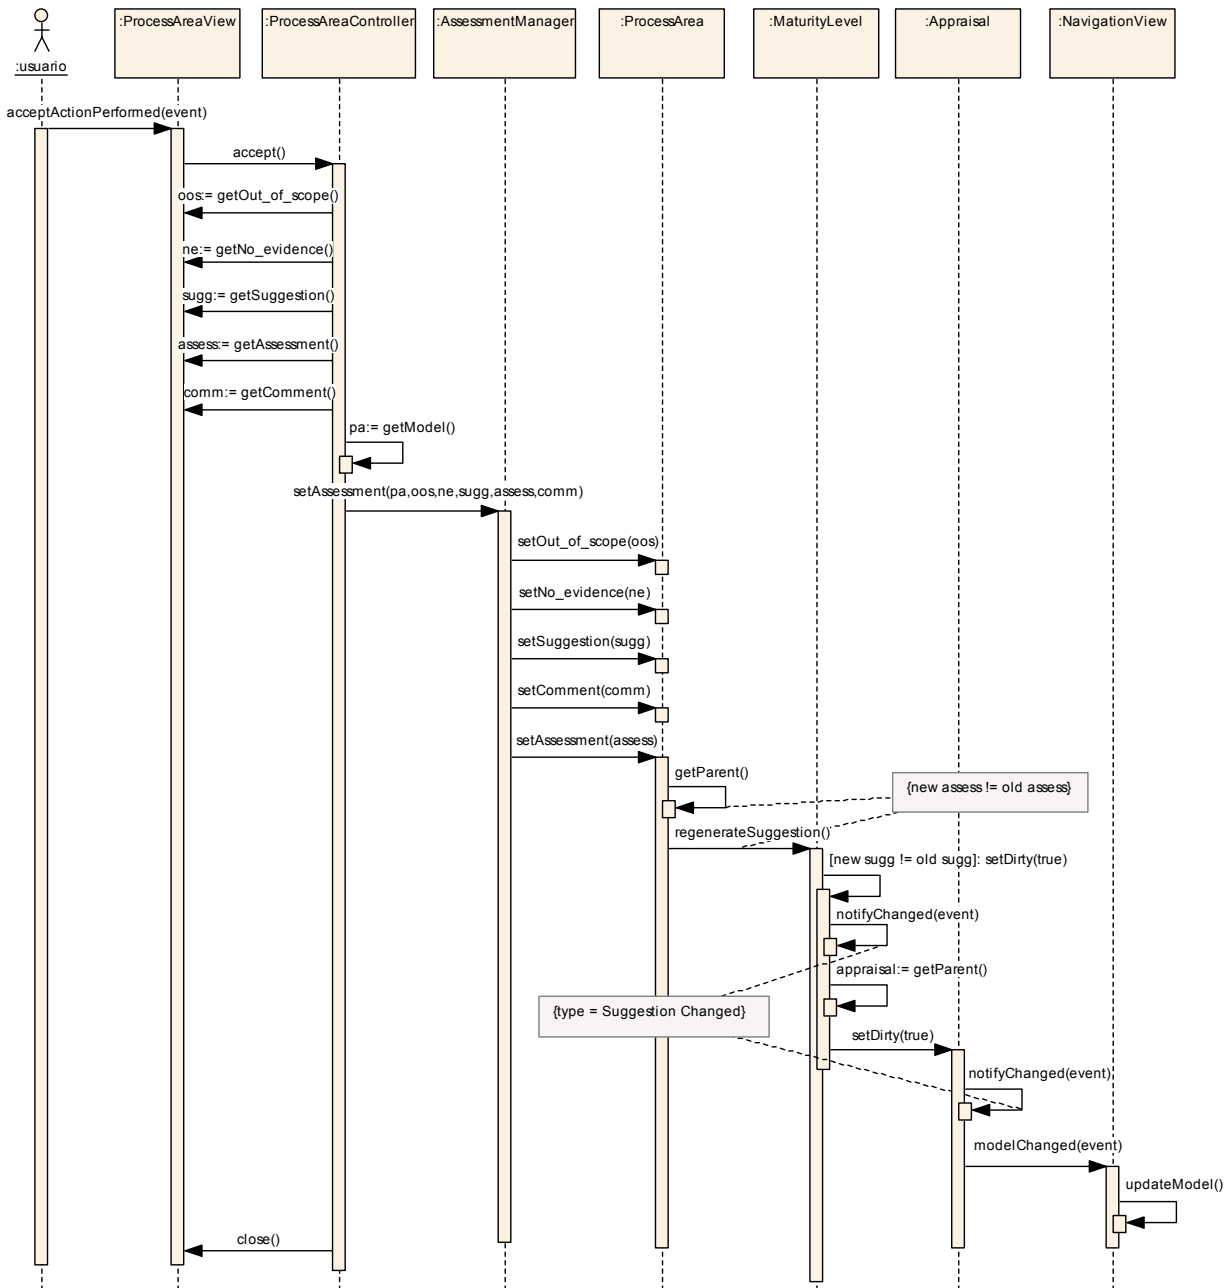 :usuario
:ProcessAreaView
:ProcessAreaController
:AssessmentManager
:ProcessArea
:MaturityLevel
:Appraisal
:NavigationView
acceptActionPerformed(event)
accept()
oos:= getOut_of_scope()
ne:= getNo_evidence()
sugg:= getSuggestion()
assess:= getAssessment()
comm:= getComment()
pa:= getModel()
setAssessment(pa,oos,ne,sugg,assess,comm)
setOut_of_scope(oos)
setNo_evidence(ne)
setSuggestion(sugg)
setComment(comm)
setAssessment(assess)
getParent()
{new assess != old assess}
regenerateSuggestion()
[new sugg != old sugg]: setDirty(true)
notifyChanged(event)
appraisal:= getParent()
{type = Suggestion Changed}
setDirty(true)
notifyChanged(event)
modelChanged(event)
updateModel()
close()